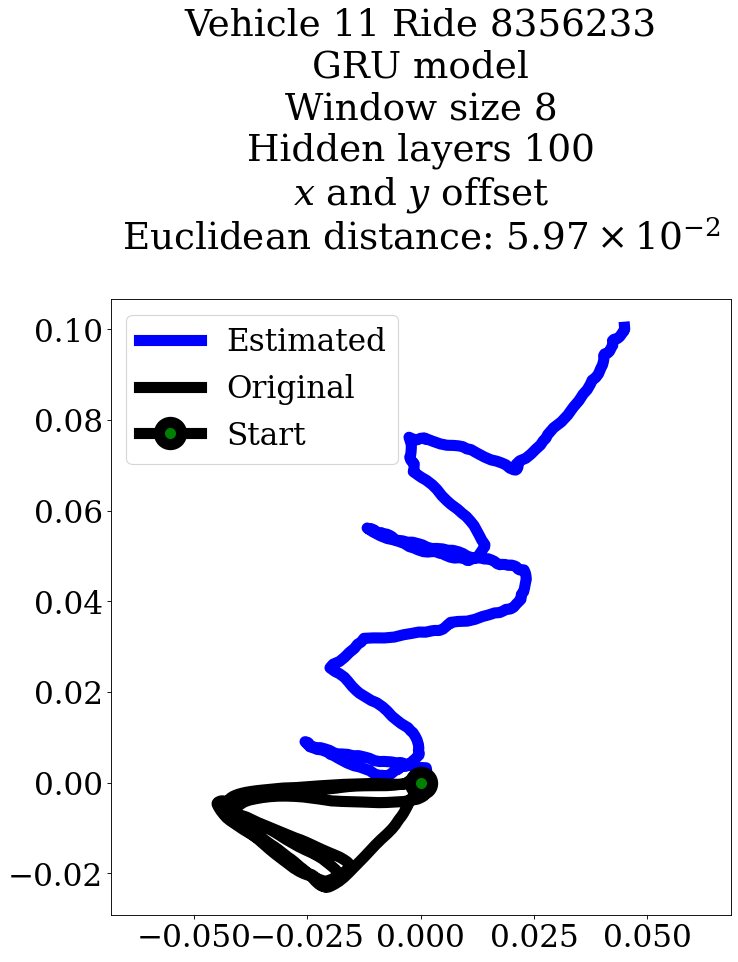 Vehicle 11 Ride 8356233
GRU model
Window size 8
Hidden layers 100
x and y offset
Euclidean distance: 5.97 × 10⁻²
Estimated
Original
Start
0.10
0.08
0.06
0.04
0.02
0.00
−0.02
−0.050 −0.025 0.000 0.025 0.050